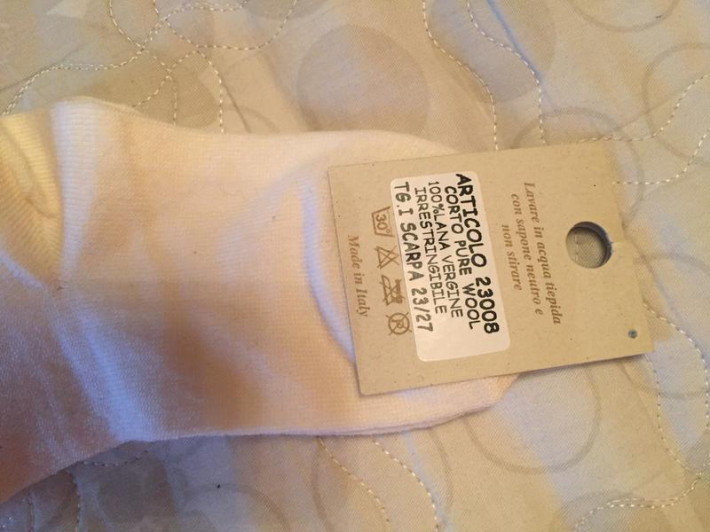 Lavare in acqua tiepida
con sapone neutro e
non stirare
ARTICOLO 23008
CORTO PURE WOOL
100%LANA VERGINE
IRRESTRINGIBILE
TG.I SCARPA 23/27
30°
Made in Italy